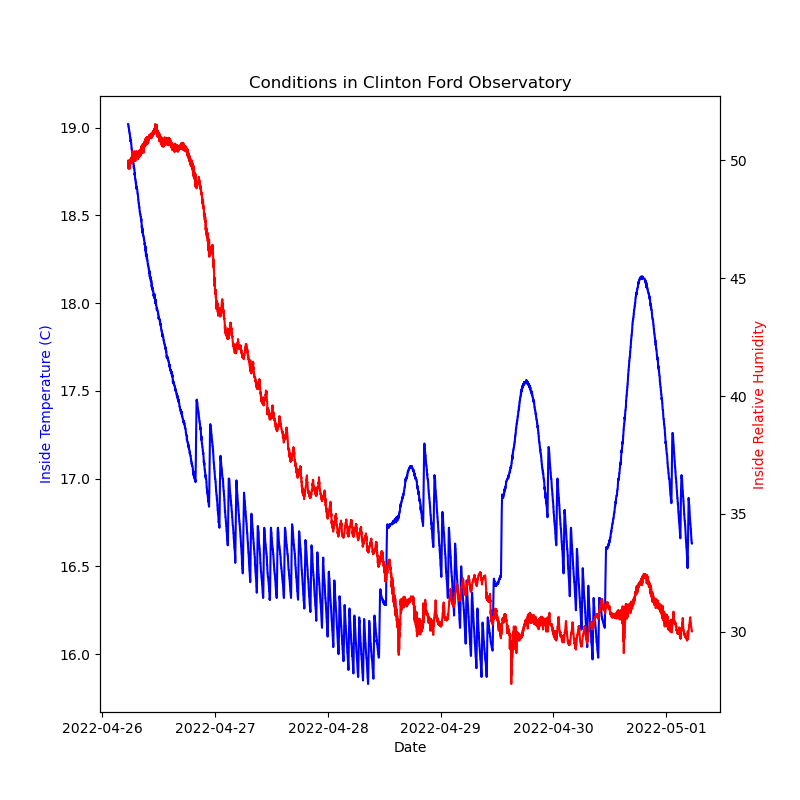 Conditions in Clinton Ford Observatory
Inside Temperature (C)
19.0
18.5
18.0
17.5
17.0
16.5
16.0
50
45
40
35
30
Inside Relative Humidity
2022-04-26 2022-04-27 2022-04-28 2022-04-29 2022-04-30 2022-05-01
Date